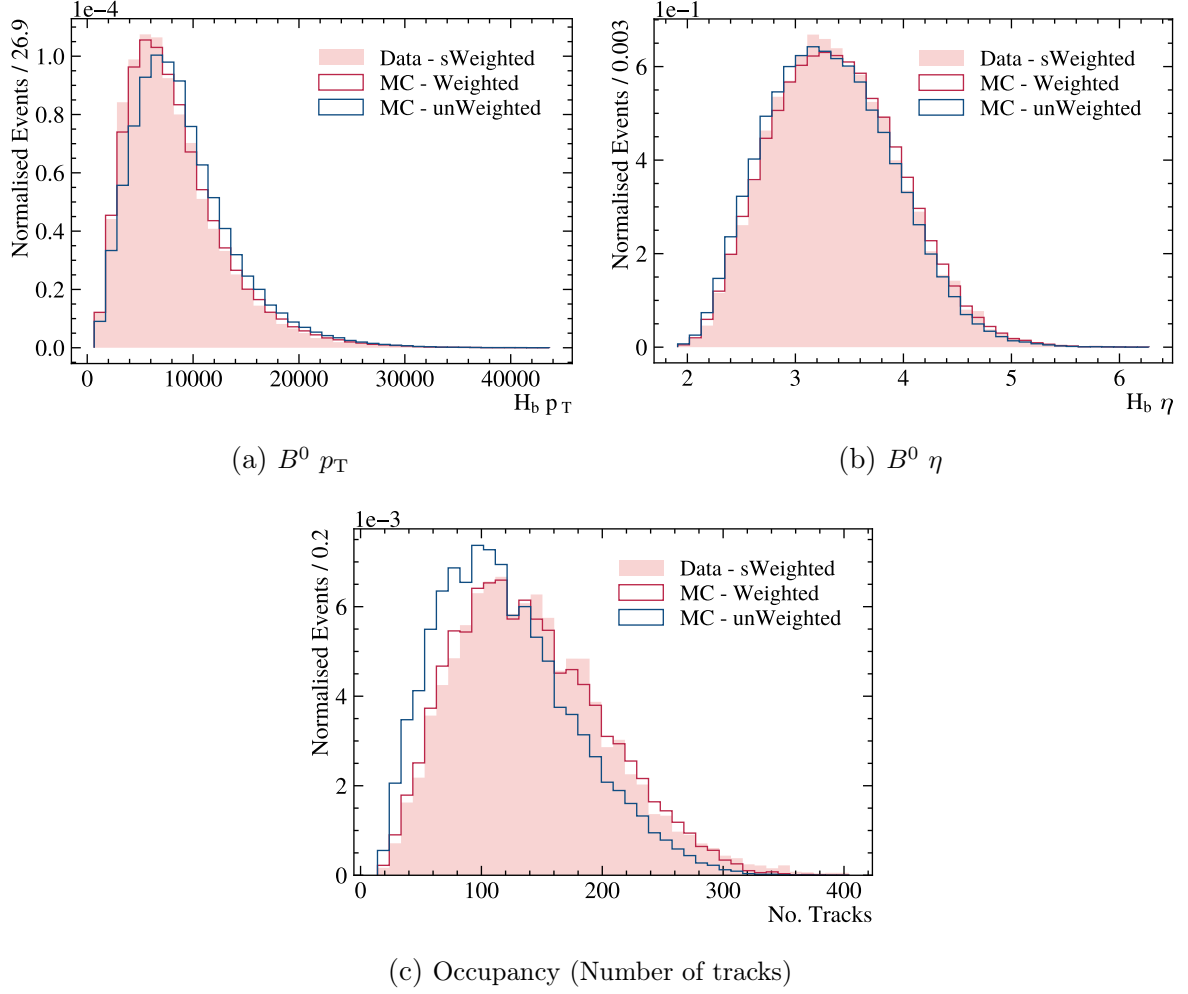 1e−4
Normalised Events / 26.9
1.0
0.8
0.6
0.4
0.2
0.0
Data - sWeighted
MC - Weighted
MC - unWeighted
0 10000 20000 30000 40000
H_b p_T
(a) B^0 p_T
1e−1
Normalised Events / 0.003
6
4
2
0
Data - sWeighted
MC - Weighted
MC - unWeighted
2 3 4 5 6
H_b η
(b) B^0 η
1e−3
Normalised Events / 0.2
6
4
2
0
Data - sWeighted
MC - Weighted
MC - unWeighted
0 100 200 300 400
No. Tracks
(c) Occupancy (Number of tracks)